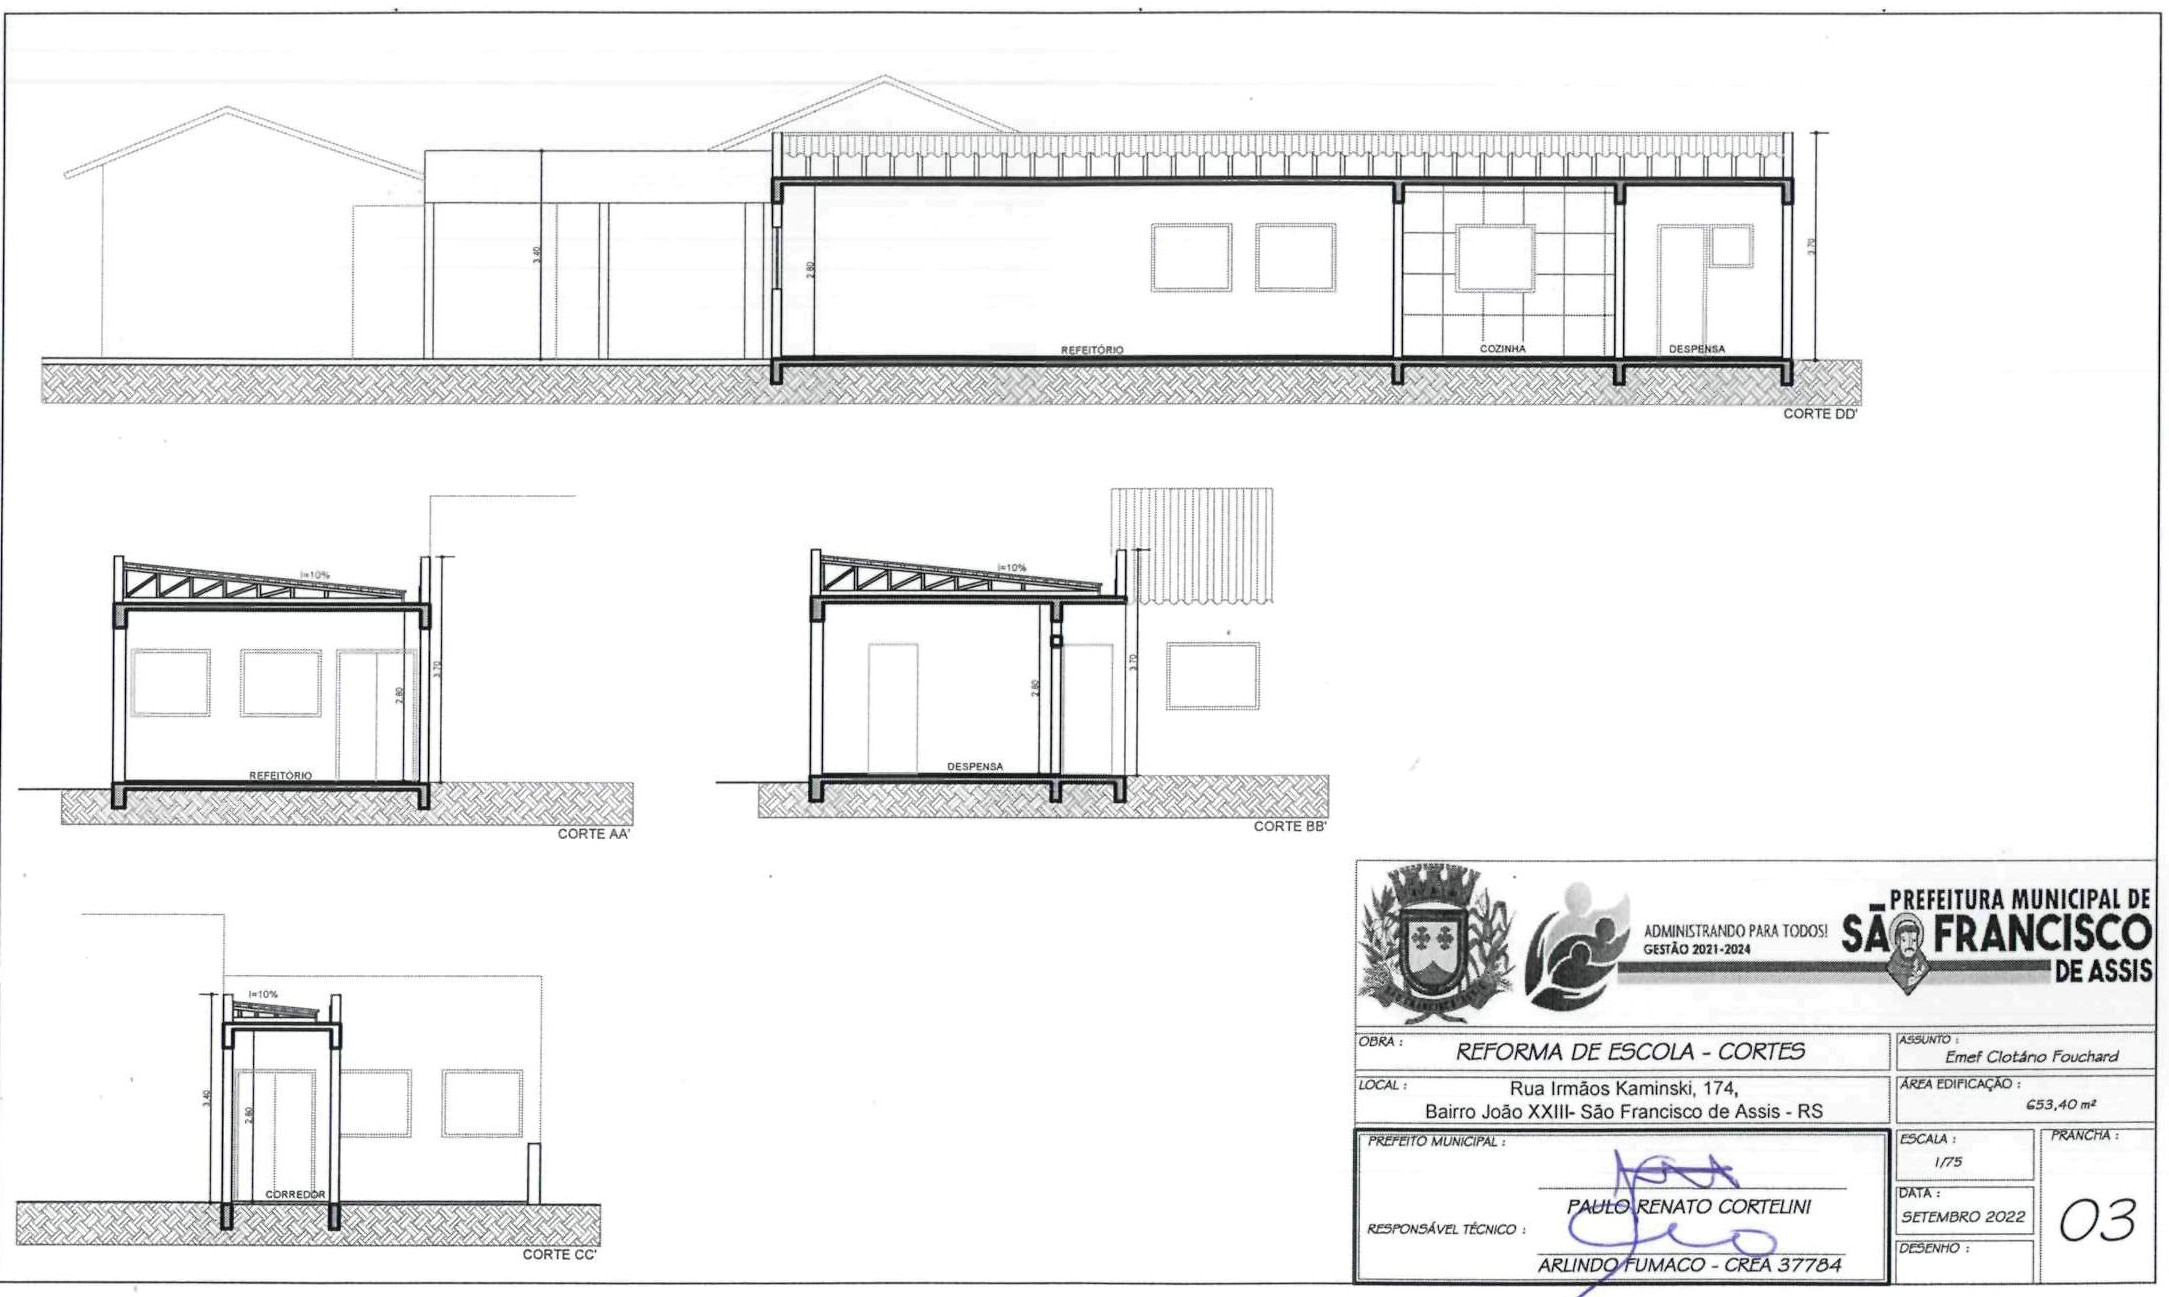 3.40
2.80
3.70
REFEITÓRIO
COZINHA
DESPENSA
CORTE DD'
I=10%
2.80
3.70
REFEITÓRIO
CORTE AA'
I=10%
2.80
3.70
DESPENSA
CORTE BB'
I=10%
3.40
2.80
CORREDOR
CORTE CC'
ADMINISTRANDO PARA TODOS!
GESTÃO 2021-2024
PREFEITURA MUNICIPAL DE
SÃO FRANCISCO
DE ASSIS
OBRA :
REFORMA DE ESCOLA - CORTES
ASSUNTO :
Emef Clotário Fouchard
LOCAL :
Rua Irmãos Kaminski, 174,
Bairro João XXIII- São Francisco de Assis - RS
ÁREA EDIFICAÇÃO :
653,40 m²
PREFEITO MUNICIPAL :
PAULO RENATO CORTELINI
RESPONSÁVEL TÉCNICO :
ARLINDO FUMACO - CREA 37784
ESCALA :
1/75
DATA :
SETEMBRO 2022
DESENHO :
PRANCHA :
03